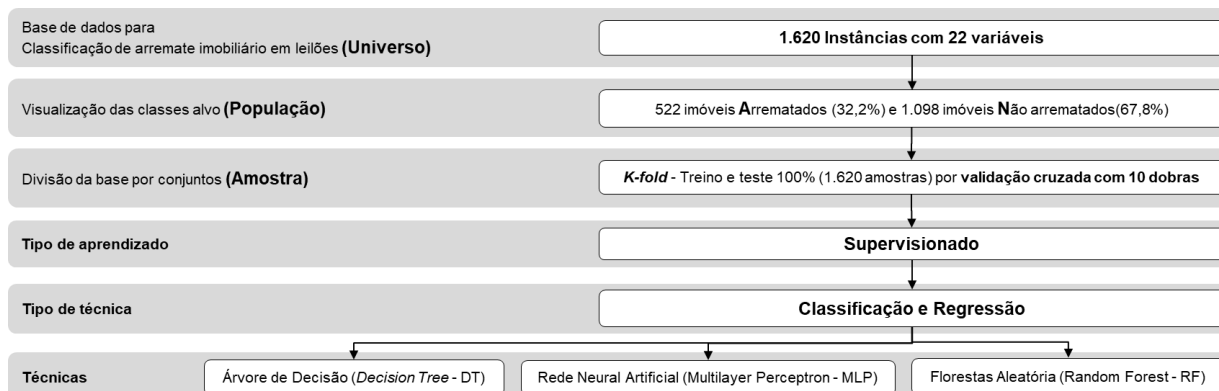 Base de dados para
Classificação de arremate imobiliário em leilões (Universo)
1.620 Instâncias com 22 variáveis
Visualização das classes alvo (População)
522 imóveis Arrematados (32,2%) e 1.098 imóveis Não arrematados(67,8%)
Divisão da base por conjuntos (Amostra)
K-fold - Treino e teste 100% (1.620 amostras) por validação cruzada com 10 dobras
Tipo de aprendizado
Supervisionado
Tipo de técnica
Classificação e Regressão
Técnicas
Árvore de Decisão (Decision Tree - DT)
Rede Neural Artificial (Multilayer Perceptron - MLP)
Florestas Aleatória (Random Forest - RF)